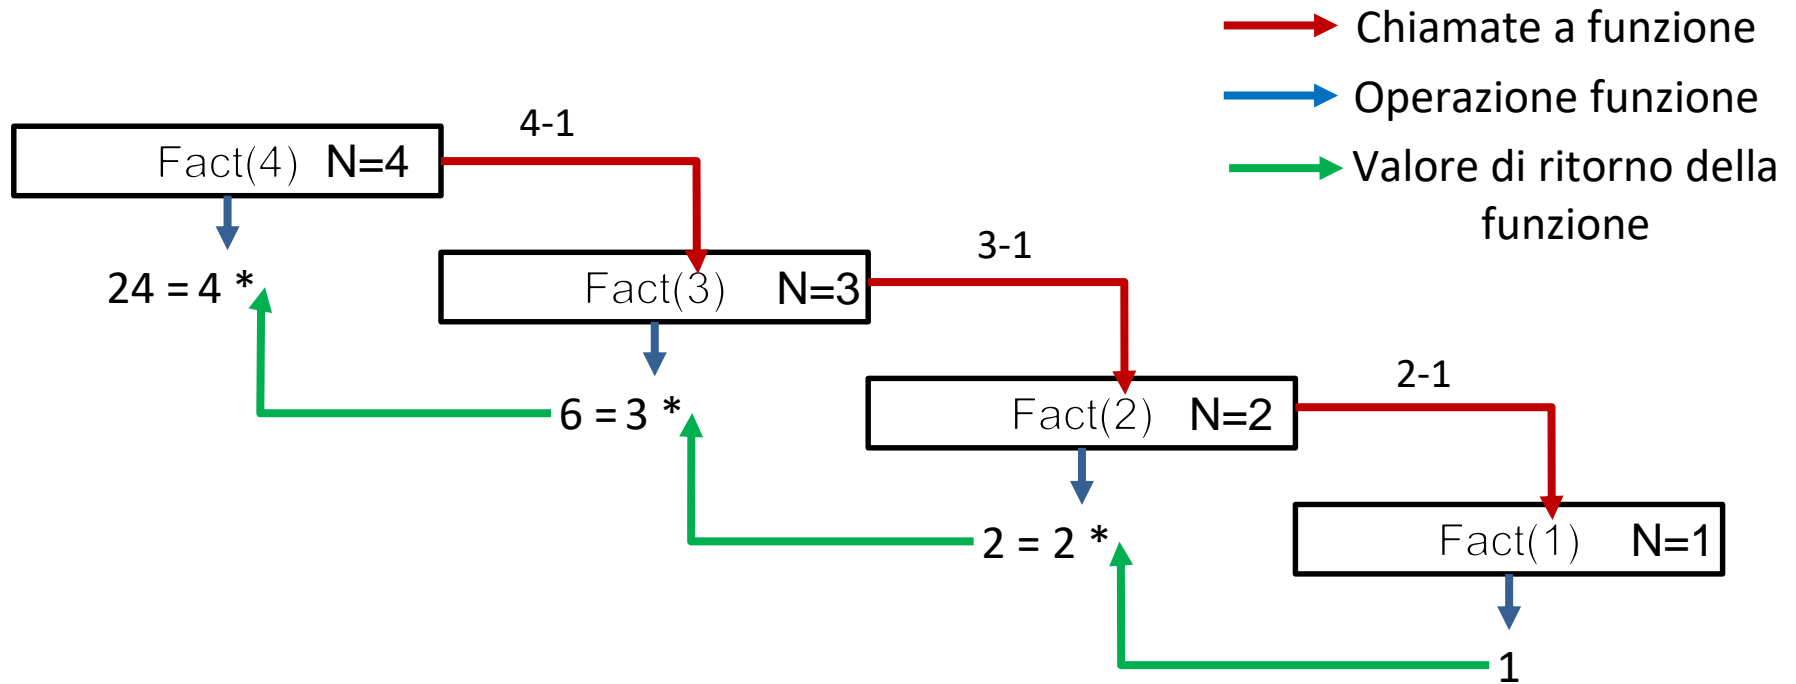 Chiamate a funzione
Operazione funzione
Valore di ritorno della
funzione
4-1
Fact(4) N=4
24 = 4 *
3-1
Fact(3) N=3
6 = 3 *
2-1
Fact(2) N=2
2 = 2 *
Fact(1) N=1
1